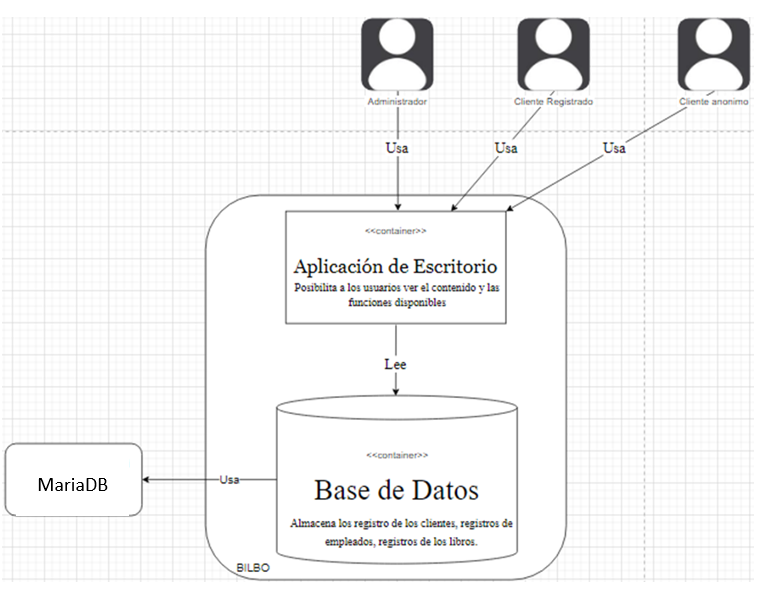 Administrador
Cliente Registrado
Cliente anonimo
Usa
Usa
Usa
<<container>>
Aplicación de Escritorio
Posibilita a los usuarios ver el contenido y las
funciones disponibles
Lee
<<container>>
Base de Datos
Almacena los registro de los clientes, registros de
empleados, registros de los libros.
Usa
MariaDB
BILBO